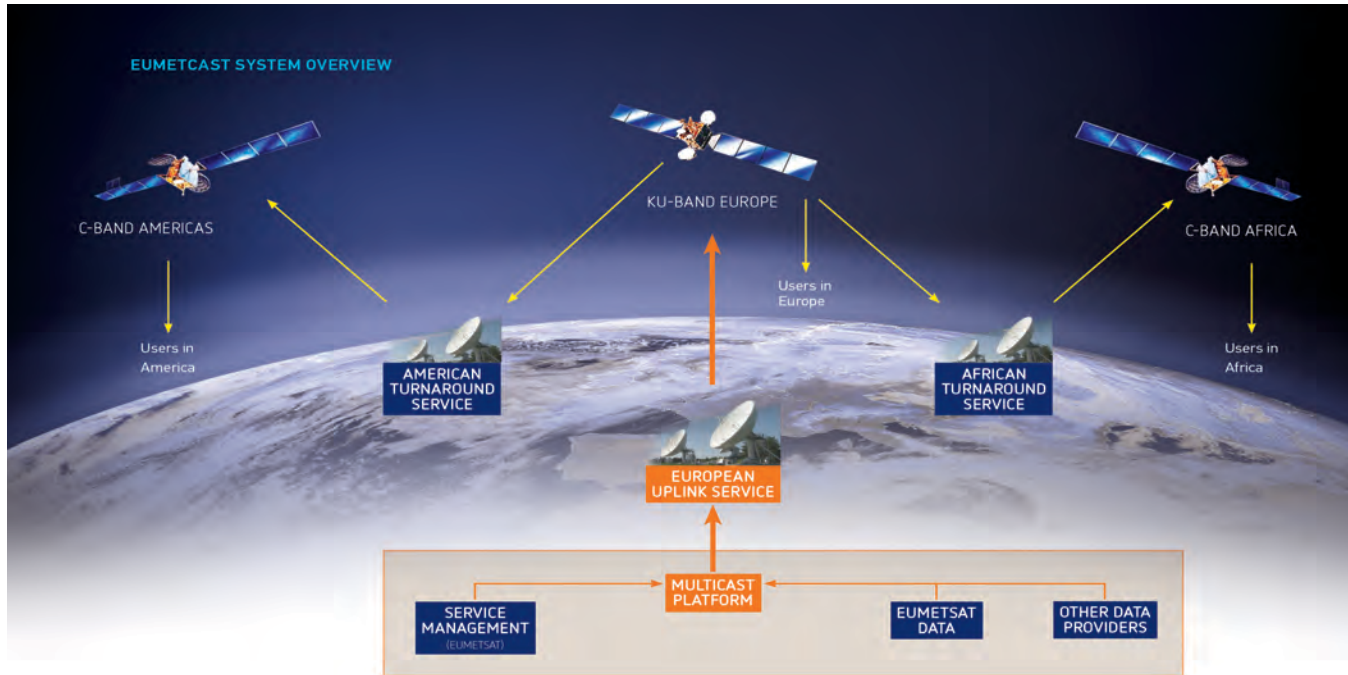 EUMETCAST SYSTEM OVERVIEW
C-BAND AMERICAS
KU-BAND EUROPE
C-BAND AFRICA
Users in
Europe
Users in
America
Users in
Africa
AMERICAN
TURNAROUND
SERVICE
AFRICAN
TURNAROUND
SERVICE
EUROPEAN
UPLINK SERVICE
MULTICAST
PLATFORM
SERVICE
MANAGEMENT
(EUMETSAT)
EUMETSAT
DATA
OTHER DATA
PROVIDERS